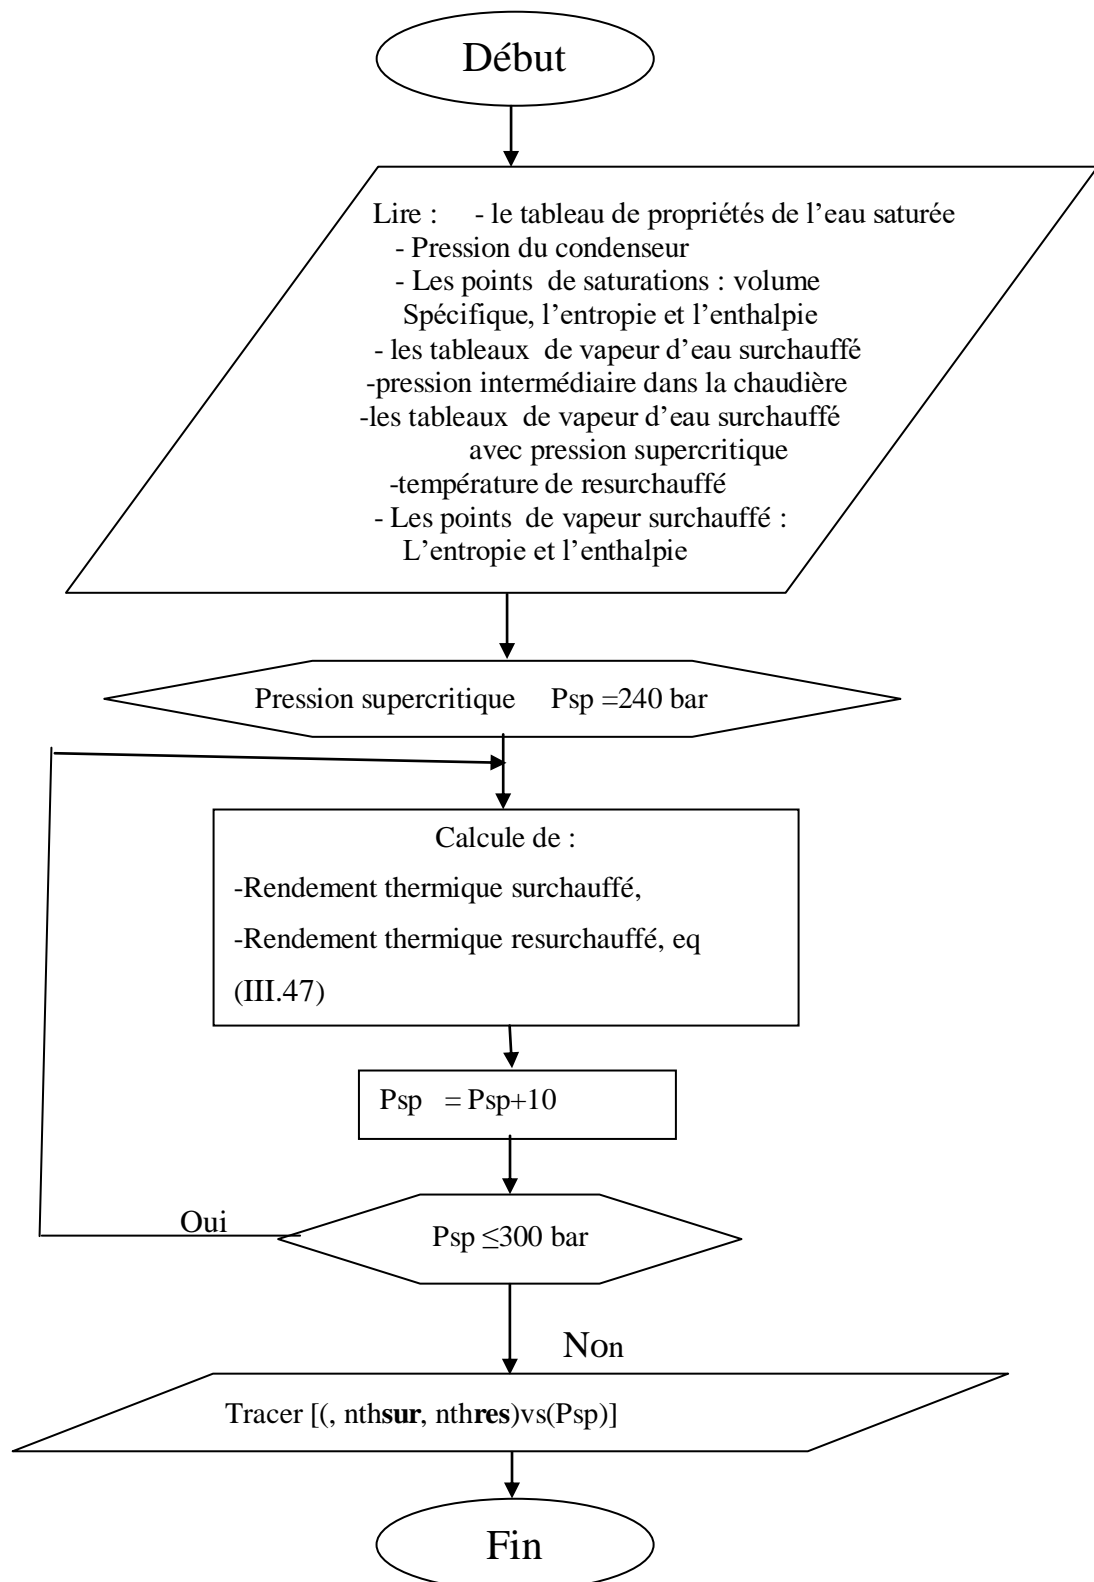 Début
Lire : - le tableau de propriétés de l’eau saturée
- Pression du condenseur
- Les points de saturations : volume
Spécifique, l’entropie et l’enthalpie
- les tableaux de vapeur d’eau surchauffé
-pression intermédiaire dans la chaudière
-les tableaux de vapeur d’eau surchauffé
avec pression supercritique
-température de resurchauffé
- Les points de vapeur surchauffé :
L’entropie et l’enthalpie
Pression supercritique Psp =240 bar
Calcule de :
-Rendement thermique surchauffé,
-Rendement thermique resurchauffé, eq
(III.47)
Psp = Psp+10
Oui
Psp ≤300 bar
Non
Tracer [(, nthsur, nthres)vs(Psp)]
Fin